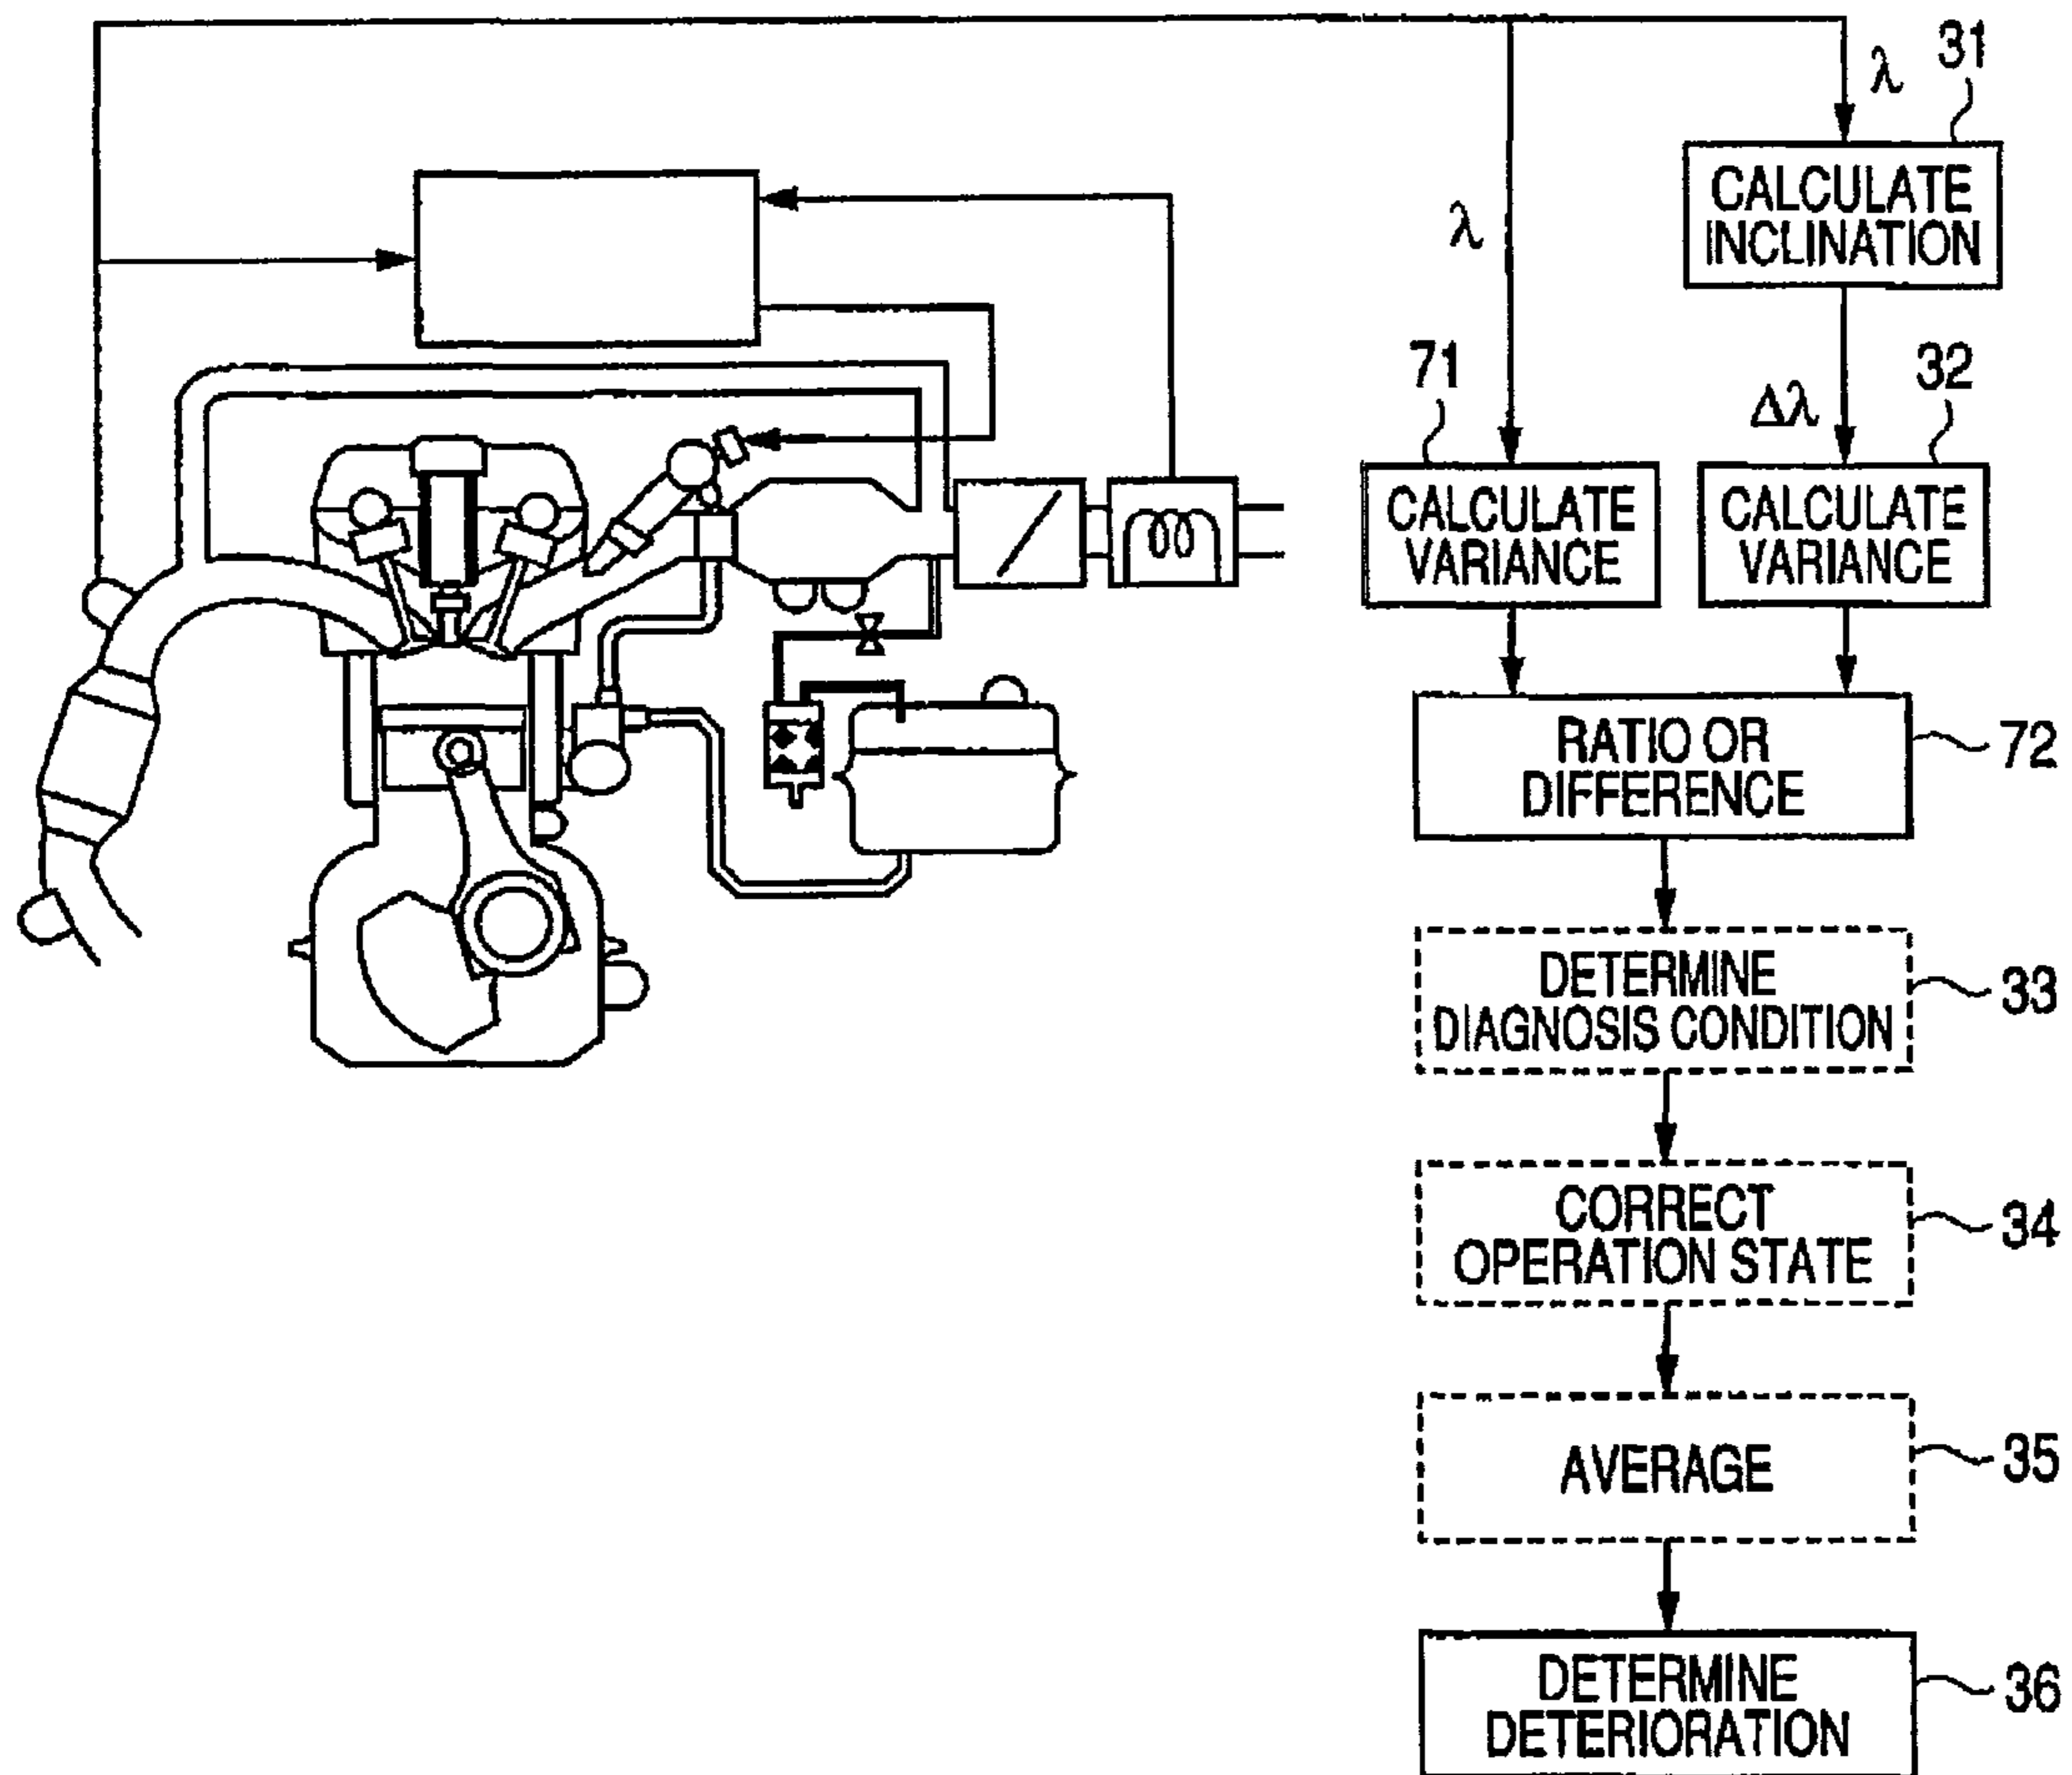 31
λ
CALCULATE
INCLINATION
λ
71
Δλ
32
CALCULATE
VARIANCE
CALCULATE
VARIANCE
RATIO OR
DIFFERENCE
72
DETERMINE
DIAGNOSIS CONDITION
33
CORRECT
OPERATION STATE
34
AVERAGE
35
DETERMINE
DETERIORATION
36